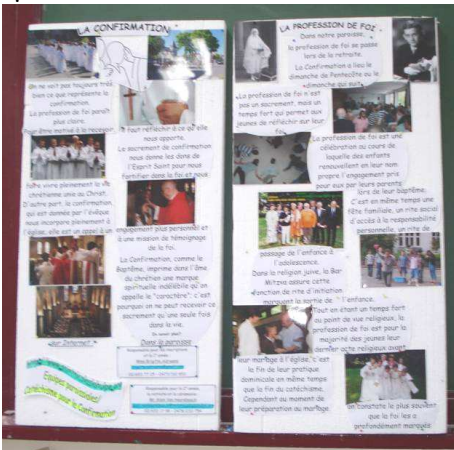 LA CONFIRMATION
On ne voit pas toujours très
bien ce que représente la
confirmation.
La profession de foi paraît
plus claire.
Pour être motivé à la recevoir
il faut réfléchir à ce qu'elle
nous apporte.
Le sacrement de confirmation
nous donne les dons de
l'Esprit Saint pour nous
fortifier dans la foi et nous
faire vivre pleinement la vie
chrétienne unie au Christ.
D'autre part, la confirmation,
qui est donnée par l'évêque
nous incorpore pleinement à
l'église, elle est un appel à un
engagement plus personnel et
à une mission de témoignage
de la foi.
La Confirmation, comme le
Baptême, imprime dans l'âme
du chrétien une marque
spirituelle indélébile qu'on
appelle le "caractère"; c'est
pourquoi on ne peut recevoir ce
sacrement qu'une seule fois
dans la vie.
Sur Internet
Dans la paroisse
Equipes paroissiales
Catéchisme pour la Confirmation
LA PROFESSION DE FOI
Dans notre paroisse,
la profession de foi se passe
lors de la retraite.
La Confirmation a lieu le
dimanche de Pentecôte ou le
dimanche qui suit.
La profession de foi n'est
pas un sacrement, mais un
temps fort qui permet aux
jeunes de réfléchir sur leur
foi.
La profession de foi est une
célébration au cours de
laquelle des enfants
renouvellent en leur nom
propre l'engagement pris
pour eux par leurs parents
lors de leur baptême.
C'est en même temps une
fête familiale, un rite social
d'accès à la responsabilité
personnelle, un rite de
passage de l'enfance à
l'adolescence.
Dans la religion juive, la Bar
Mitzva assure cette
fonction de rite d'initiation
marquant la sortie de l'enfance.
Tout en étant un temps fort
au point de vue religieux, la
profession de foi est pour la
majorité des jeunes leur
dernier acte religieux avant
leur mariage à l'église, c'est
la fin de leur pratique
dominicale en même temps
que la fin du catéchisme.
Cependant au moment de
leur préparation au mariage
on constate le plus souvent
que la foi les a
profondément marqués